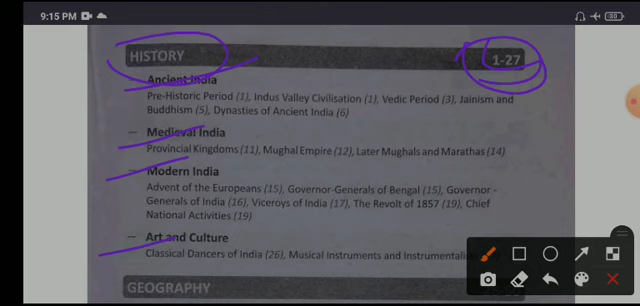 9:15 PM
30
HISTORY 1-27
– Ancient India
Pre-Historic Period (1), Indus Valley Civilisation (1), Vedic Period (3), Jainism and
Buddhism (5), Dynasties of Ancient India (6)
– Medieval India
Provincial Kingdoms (11), Mughal Empire (12), Later Mughals and Marathas (14)
– Modern India
Advent of the Europeans (15), Governor-Generals of Bengal (15), Governor -
Generals of India (16), Viceroys of India (17), The Revolt of 1857 (19), Chief
National Activities (19)
– Art and Culture
Classical Dancers of India (26), Musical Instruments and
GEOGRAPHY